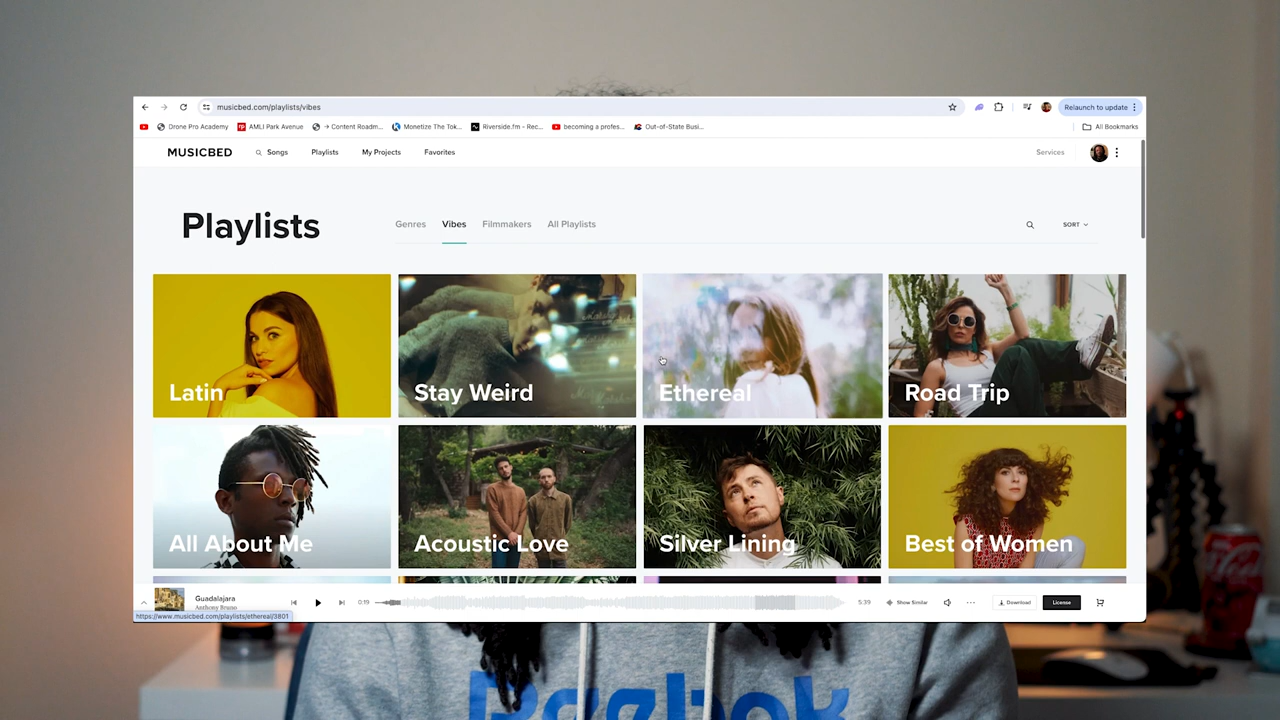 musicbed.com/playlists/vibes
Relaunch to update
Drone Pro Academy
AMLI Park Avenue
→ Content Roadm...
Monetize The Tok...
Riverside.fm – Rec...
becoming a profes...
Out-of-State Busi...
All Bookmarks
MUSICBED
Songs
Playlists
My Projects
Favorites
Services
Playlists
Genres
Vibes
Filmmakers
All Playlists
SORT
Latin
Stay Weird
Ethereal
Road Trip
All About Me
Acoustic Love
Silver Lining
Best of Women
Guadalajara
Anthony Bruno
0:19
5:39
Show Similar
Download
License
https://www.musicbed.com/playlists/ethereal/3801
Reebok